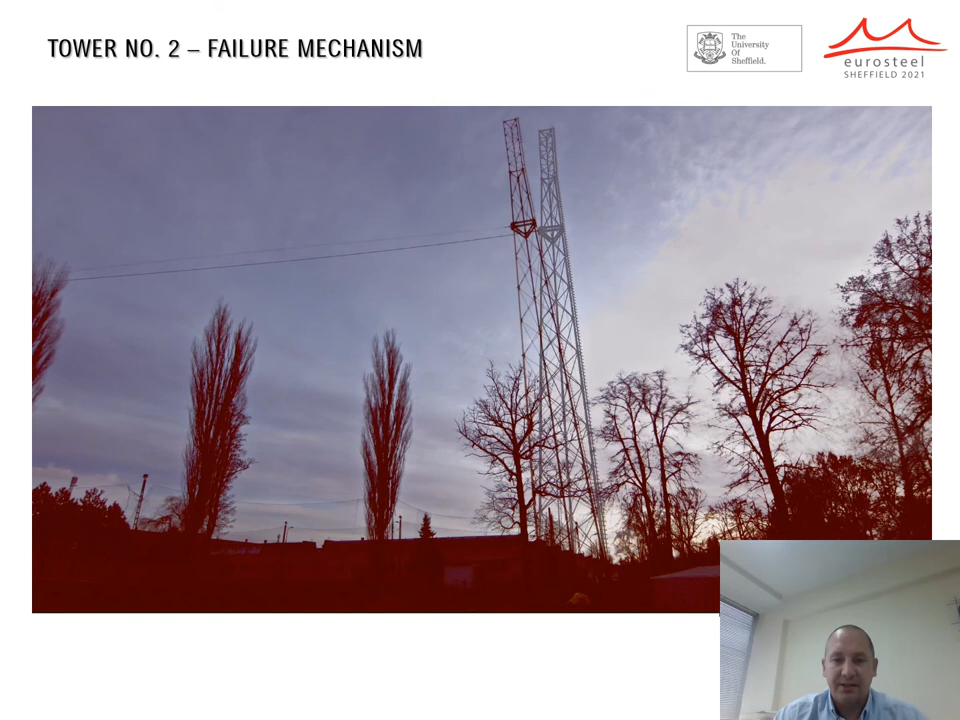 TOWER NO. 2 – FAILURE MECHANISM
The
University
Of
Sheffield.
eurosteel
SHEFFIELD 2021